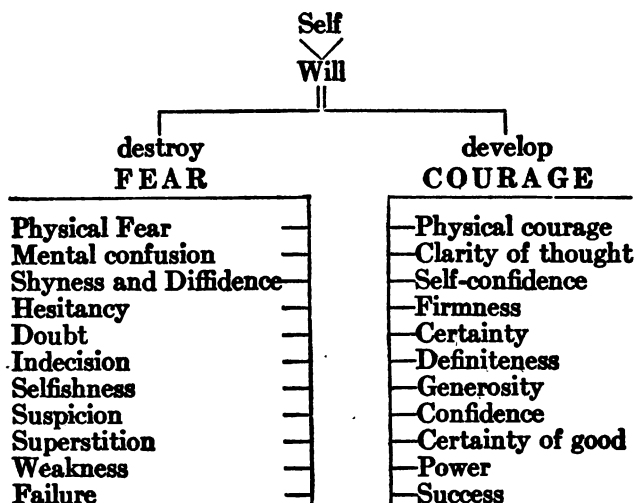 Self
Will
destroy
FEAR
Physical Fear
Mental confusion
Shyness and Diffidence
Hesitancy
Doubt
Indecision
Selfishness
Suspicion
Superstition
Weakness
Failure
develop
COURAGE
Physical courage
Clarity of thought
Self-confidence
Firmness
Certainty
Definiteness
Generosity
Confidence
Certainty of good
Power
Success